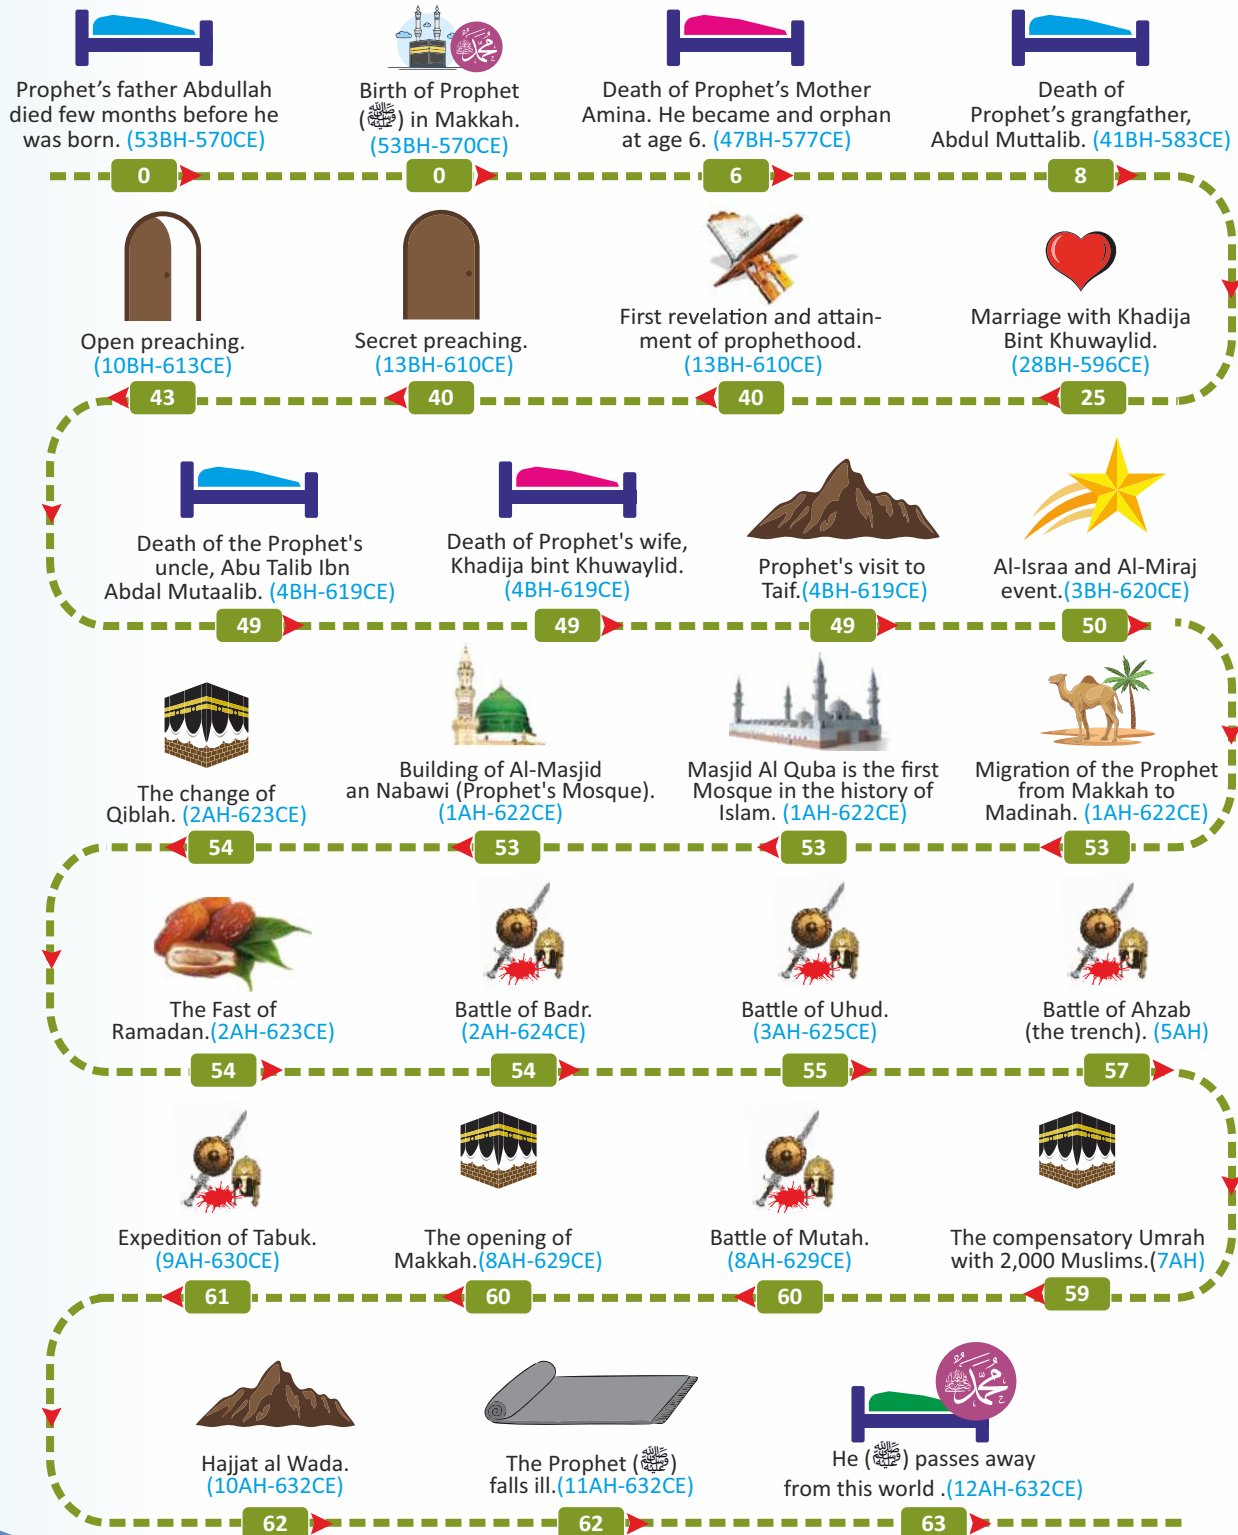 Prophet’s father Abdullah
died few months before he
was born. (53BH-570CE)
0
محمد ﷺ
Birth of Prophet
(ﷺ) in Makkah.
(53BH-570CE)
0
Death of Prophet’s Mother
Amina. He became and orphan
at age 6. (47BH-577CE)
6
Death of
Prophet’s grangfather,
Abdul Muttalib. (41BH-583CE)
8
Marriage with Khadija
Bint Khuwaylid.
(28BH-596CE)
25
First revelation and attain-
ment of prophethood.
(13BH-610CE)
40
Secret preaching.
(13BH-610CE)
40
Open preaching.
(10BH-613CE)
43
Death of the Prophet's
uncle, Abu Talib Ibn
Abdal Mutaalib. (4BH-619CE)
49
Death of Prophet's wife,
Khadija bint Khuwaylid.
(4BH-619CE)
49
Prophet's visit to
Taif.(4BH-619CE)
49
Al-Israa and Al-Miraj
event.(3BH-620CE)
50
Migration of the Prophet
from Makkah to
Madinah. (1AH-622CE)
53
Masjid Al Quba is the first
Mosque in the history of
Islam. (1AH-622CE)
53
Building of Al-Masjid
an Nabawi (Prophet's Mosque).
(1AH-622CE)
53
The change of
Qiblah. (2AH-623CE)
54
The Fast of
Ramadan.(2AH-623CE)
54
Battle of Badr.
(2AH-624CE)
54
Battle of Uhud.
(3AH-625CE)
55
Battle of Ahzab
(the trench). (5AH)
57
The compensatory Umrah
with 2,000 Muslims.(7AH)
59
Battle of Mutah.
(8AH-629CE)
60
The opening of
Makkah.(8AH-629CE)
60
Expedition of Tabuk.
(9AH-630CE)
61
Hajjat al Wada.
(10AH-632CE)
62
The Prophet (ﷺ)
falls ill.(11AH-632CE)
62
محمد ﷺ
He (ﷺ) passes away
from this world .(12AH-632CE)
63